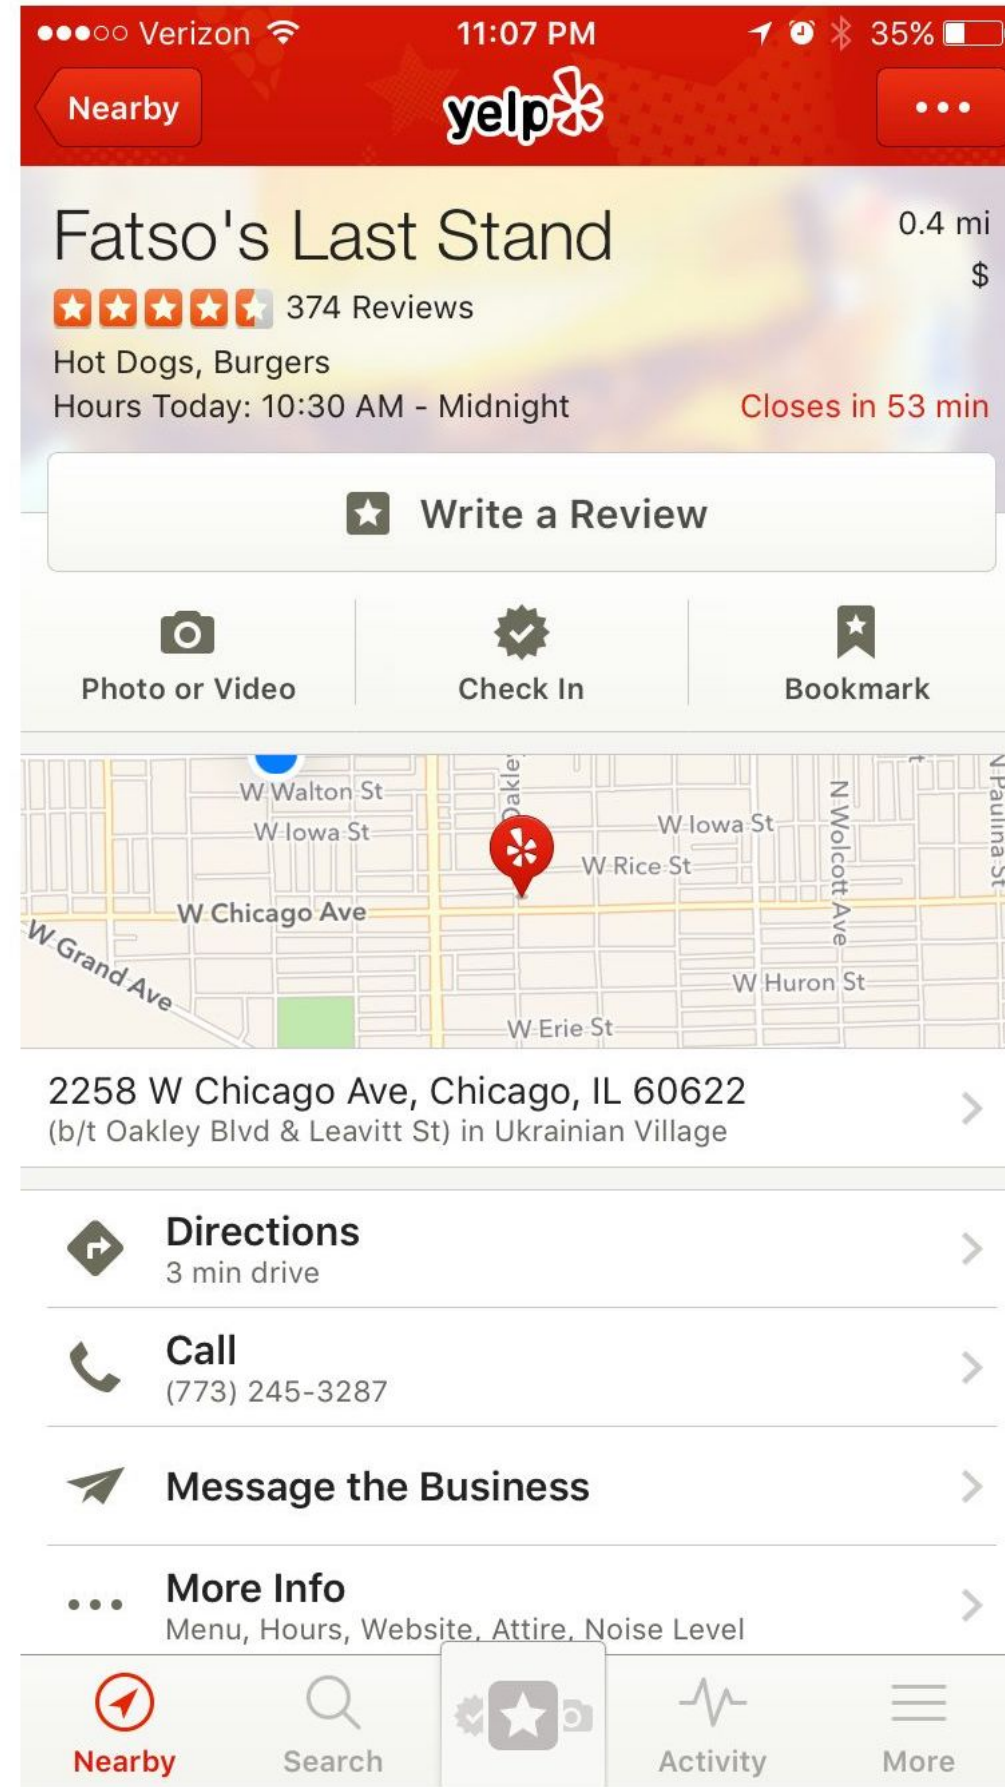 Verizon 11:07 PM 35%
Nearby yelp
Fatso's Last Stand 0.4 mi
374 Reviews $
Hot Dogs, Burgers
Hours Today: 10:30 AM - Midnight Closes in 53 min
Write a Review
Photo or Video Check In Bookmark
W Walton St
Oakley
W Iowa St
W Iowa St
W Rice St
N Wolcott Ave
N Paulina St
W Chicago Ave
W Grand Ave
W Huron St
W Erie St
2258 W Chicago Ave, Chicago, IL 60622
(b/t Oakley Blvd & Leavitt St) in Ukrainian Village
Directions
3 min drive
Call
(773) 245-3287
Message the Business
More Info
Menu, Hours, Website, Attire, Noise Level
Nearby Search Activity More